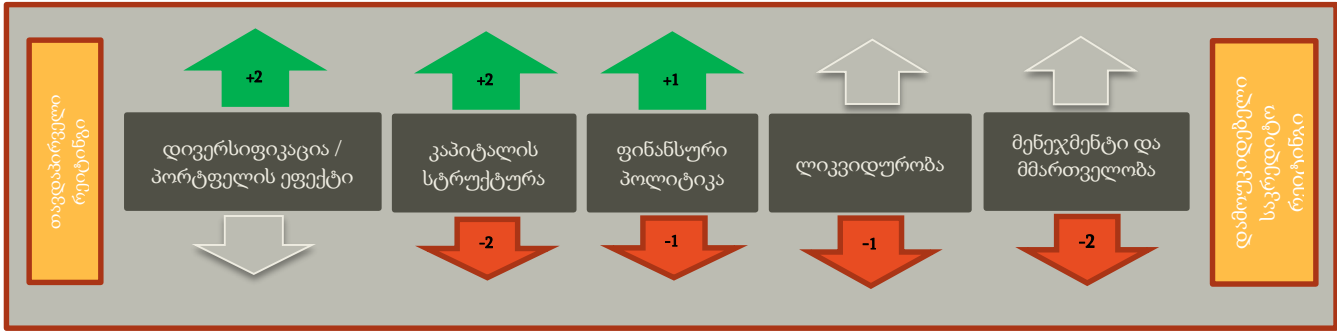 თავდაპირველი
რეიტინგი
+2
+2
+1
დივერსიფიკაცია /
პორტფელის ეფექტი
კაპიტალის
სტრუქტურა
ფინანსური
პოლიტიკა
ლიკვიდურობა
მენეჯმენტი და
მმართველობა
-2
-1
-1
-2
დამოუკიდებელი
საკრედიტო
რეიტინგი